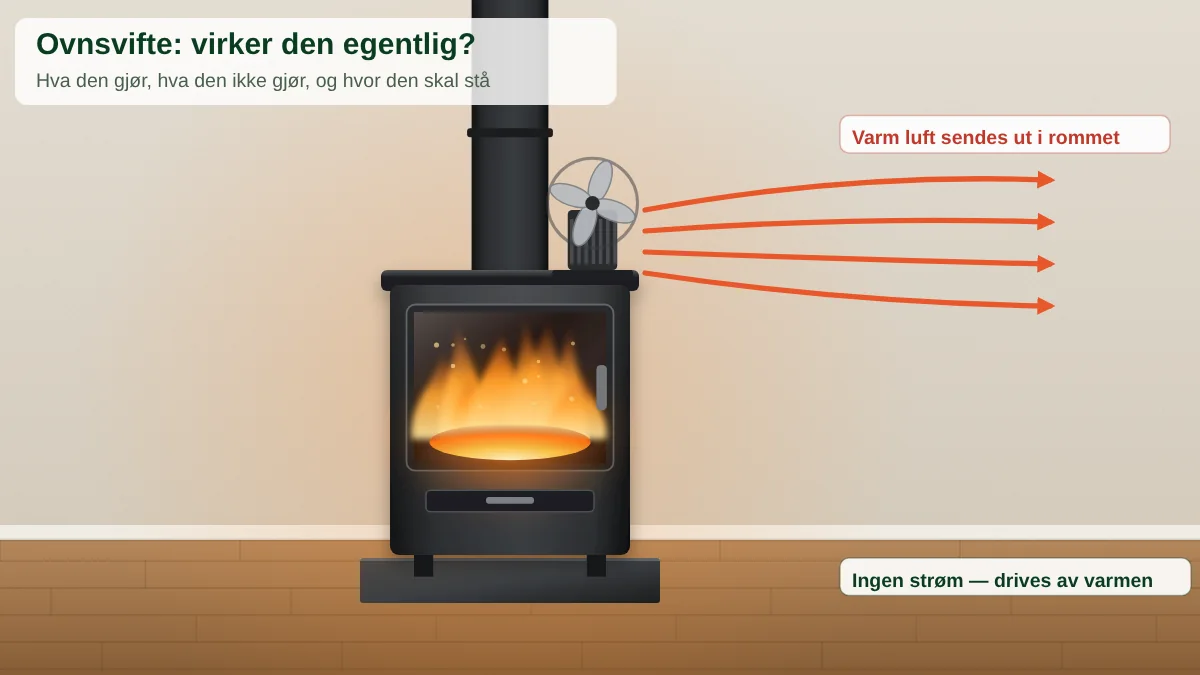 Ovnsvifte: virker den egentlig?
Hva den gjør, hva den ikke gjør, og hvor den skal stå
Varm luft sendes ut i rommet
Ingen strøm — drives av varmen